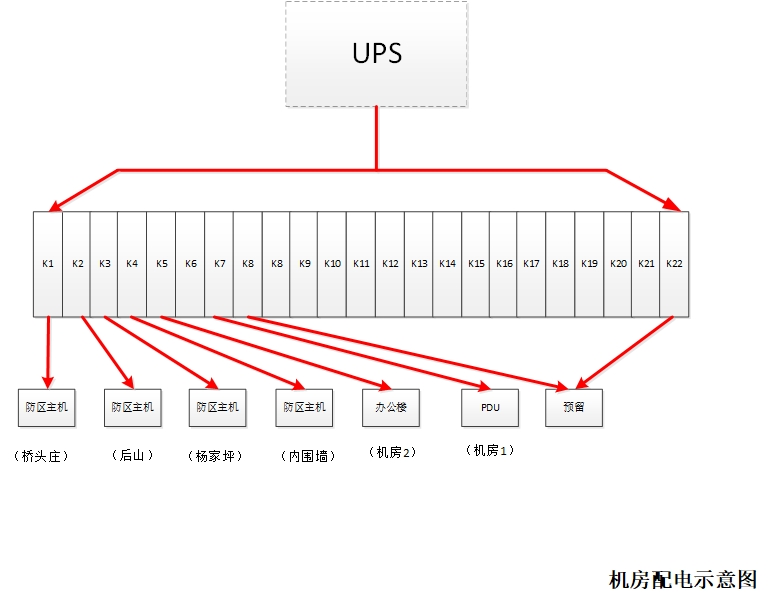 UPS
K1 K2 K3 K4 K5 K6 K7 K8 K8 K9 K10 K11 K12 K13 K14 K15 K16 K17 K18 K19 K20 K21 K22
防区主机 防区主机 防区主机 防区主机 办公楼 PDU 预留
（桥头庄） （后山） （杨家坪） （内围墙） （机房2） （机房1）
机房配电示意图